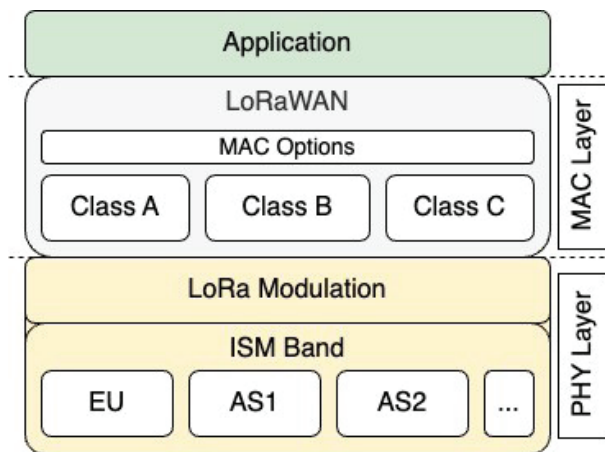 Application
LoRaWAN
MAC Options
Class A Class B Class C
MAC Layer
LoRa Modulation
ISM Band
EU AS1 AS2 ...
PHY Layer